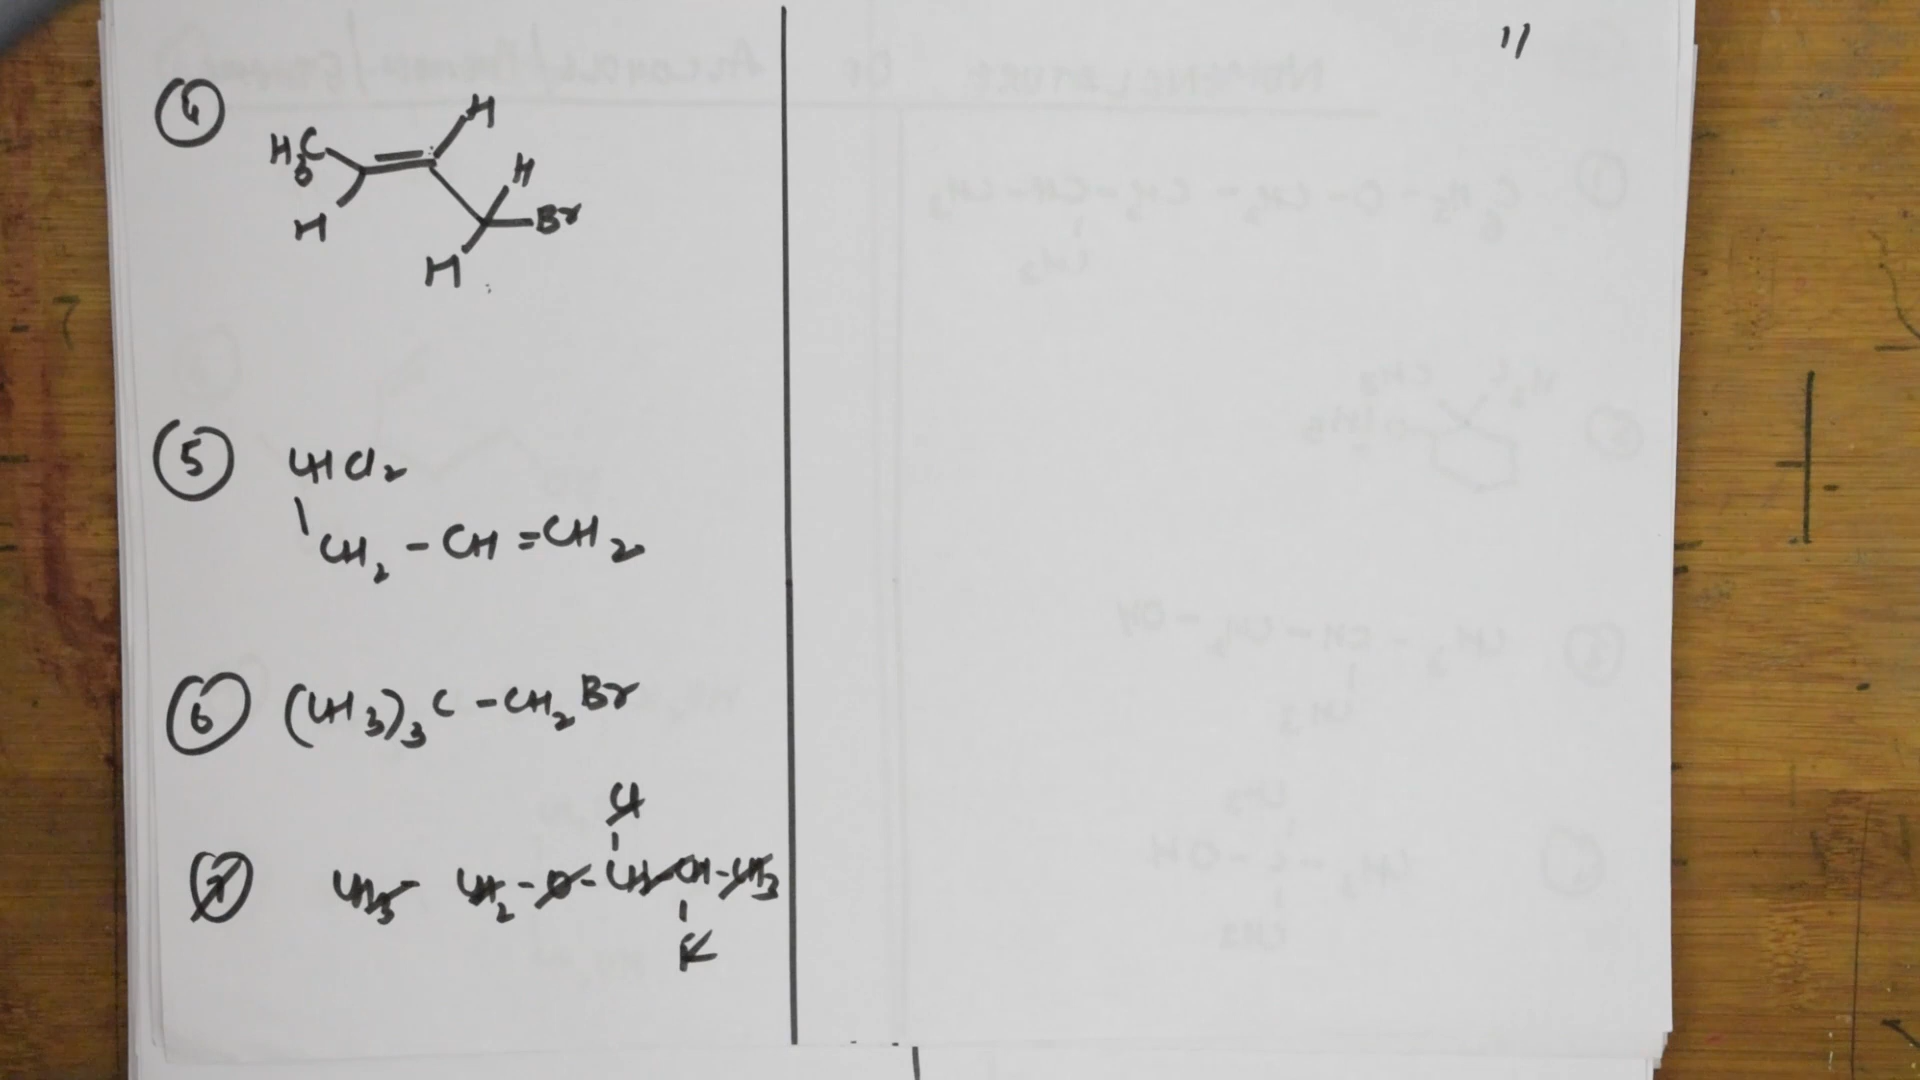 11
④
H₃C H
H
H Br
H
⑤ CHCl₂
CH₂ - CH = CH₂
⑥ (CH₃)₃C - CH₂Br
Cl
⑦ CH₃ - CH₂ - O - CH - CH - CH₃